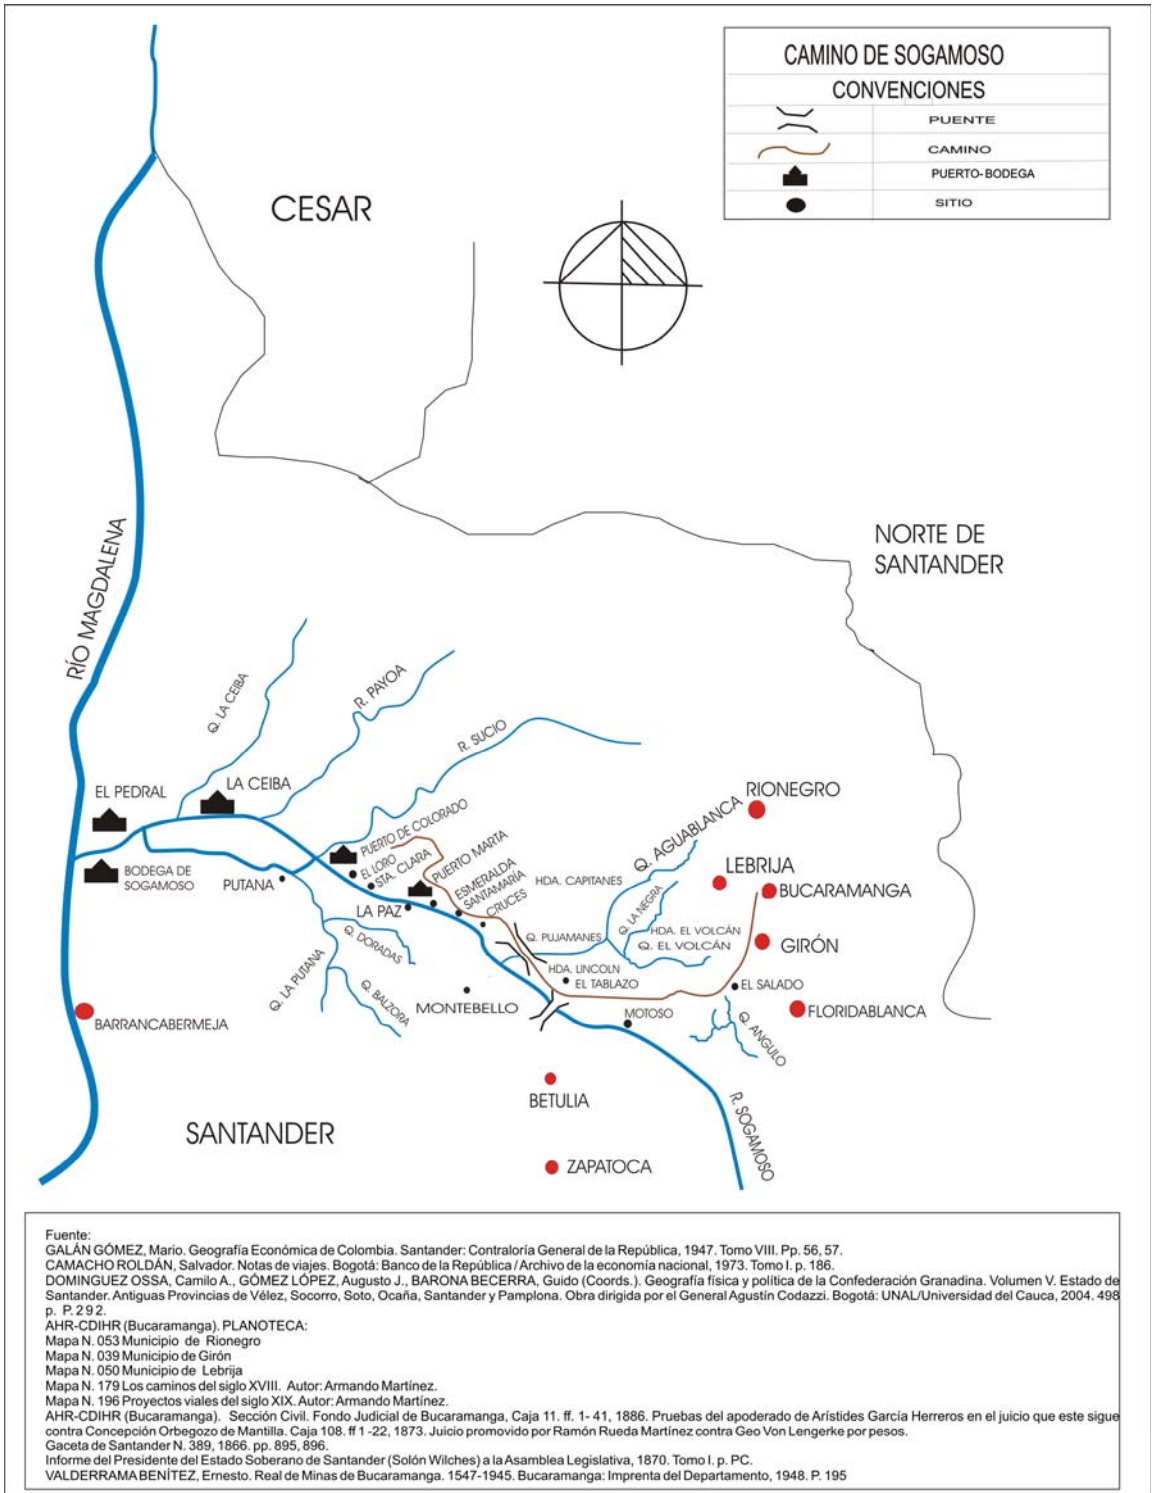 CAMINO DE SOGAMOSO
CONVENCIONES
PUENTE
CAMINO
PUERTO-BODEGA
SITIO
CESAR
NORTE DE
SANTANDER
RÍO MAGDALENA
Q. LA CEIBA
R. PAYOA
R. SUCIO
EL PEDRAL
LA CEIBA
BODEGA DE
SOGAMOSO
PUTANA
PUERTO DE COLORADO
EL LORO
STA. CLARA
PUERTO MARTA
LA PAZ
ESMERALDA
SANTAMARÍA
CRUCES
HDA. CAPITANES
Q. AGUABLANCA
Q. LA NEGRA
RIONEGRO
LEBRIJA
BUCARAMANGA
HDA. EL VOLCÁN
Q. EL VOLCÁN
GIRÓN
Q. PUJAMANES
HDA. LINCOLN
EL TABLAZO
EL SALADO
Q. DORADAS
Q. LA PUTANA
Q. BALZORA
MONTEBELLO
MOTOSO
Q. ANGULO
FLORIDABLANCA
BARRANCABERMEJA
BETULIA
SANTANDER
ZAPATOCA
R. SOGAMOSO
Fuente:
GALÁN GÓMEZ, Mario. Geografía Económica de Colombia. Santander: Contraloría General de la República, 1947. Tomo VIII. Pp. 56, 57.
CAMACHO ROLDÁN, Salvador. Notas de viajes. Bogotá: Banco de la República / Archivo de la economía nacional, 1973. Tomo I. p. 186.
DOMINGUEZ OSSA, Camilo A., GÓMEZ LÓPEZ, Augusto J., BARONA BECERRA, Guido (Coords.). Geografía física y política de la Confederación Granadina. Volumen V. Estado de
Santander. Antiguas Provincias de Vélez, Socorro, Soto, Ocaña, Santander y Pamplona. Obra dirigida por el General Agustín Codazzi. Bogotá: UNAL/Universidad del Cauca, 2004. 498
p. P. 2 9 2.
AHR-CDIHR (Bucaramanga). PLANOTECA:
Mapa N. 053 Municipio de Rionegro
Mapa N. 039 Municipio de Girón
Mapa N. 050 Municipio de Lebrija
Mapa N. 179 Los caminos del siglo XVIII. Autor: Armando Martínez.
Mapa N. 196 Proyectos viales del siglo XIX. Autor: Armando Martínez.
AHR-CDIHR (Bucaramanga). Sección Civil. Fondo Judicial de Bucaramanga, Caja 11. ff. 1- 41, 1886. Pruebas del apoderado de Arístides García Herreros en el juicio que este sigue
contra Concepción Orbegozo de Mantilla. Caja 108. ff 1 -22, 1873. Juicio promovido por Ramón Rueda Martínez contra Geo Von Lengerke por pesos.
Gaceta de Santander N. 389, 1866. pp. 895, 896.
Informe del Presidente del Estado Soberano de Santander (Solón Wilches) a la Asamblea Legislativa, 1870. Tomo I. p. PC.
VALDERRAMA BENÍTEZ, Ernesto. Real de Minas de Bucaramanga. 1547-1945. Bucaramanga: Imprenta del Departamento, 1948. P. 195